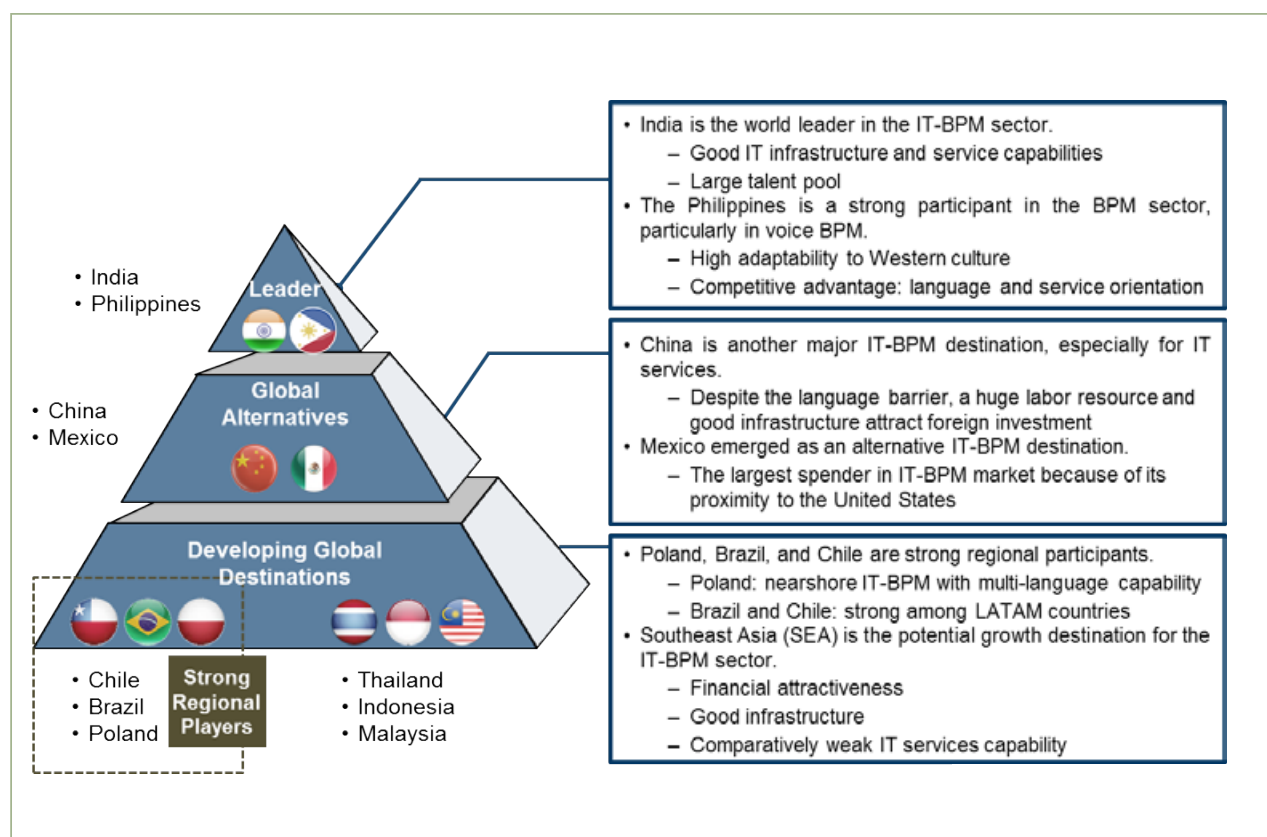 • India
• Philippines
Leader
• China
• Mexico
Global
Alternatives
Developing Global
Destinations
• Chile
• Brazil
• Poland
Strong
Regional
Players
• Thailand
• Indonesia
• Malaysia
• India is the world leader in the IT-BPM sector.
– Good IT infrastructure and service capabilities
– Large talent pool
• The Philippines is a strong participant in the BPM sector,
particularly in voice BPM.
– High adaptability to Western culture
– Competitive advantage: language and service orientation
• China is another major IT-BPM destination, especially for IT
services.
– Despite the language barrier, a huge labor resource and
good infrastructure attract foreign investment
• Mexico emerged as an alternative IT-BPM destination.
– The largest spender in IT-BPM market because of its
proximity to the United States
• Poland, Brazil, and Chile are strong regional participants.
– Poland: nearshore IT-BPM with multi-language capability
– Brazil and Chile: strong among LATAM countries
• Southeast Asia (SEA) is the potential growth destination for the
IT-BPM sector.
– Financial attractiveness
– Good infrastructure
– Comparatively weak IT services capability